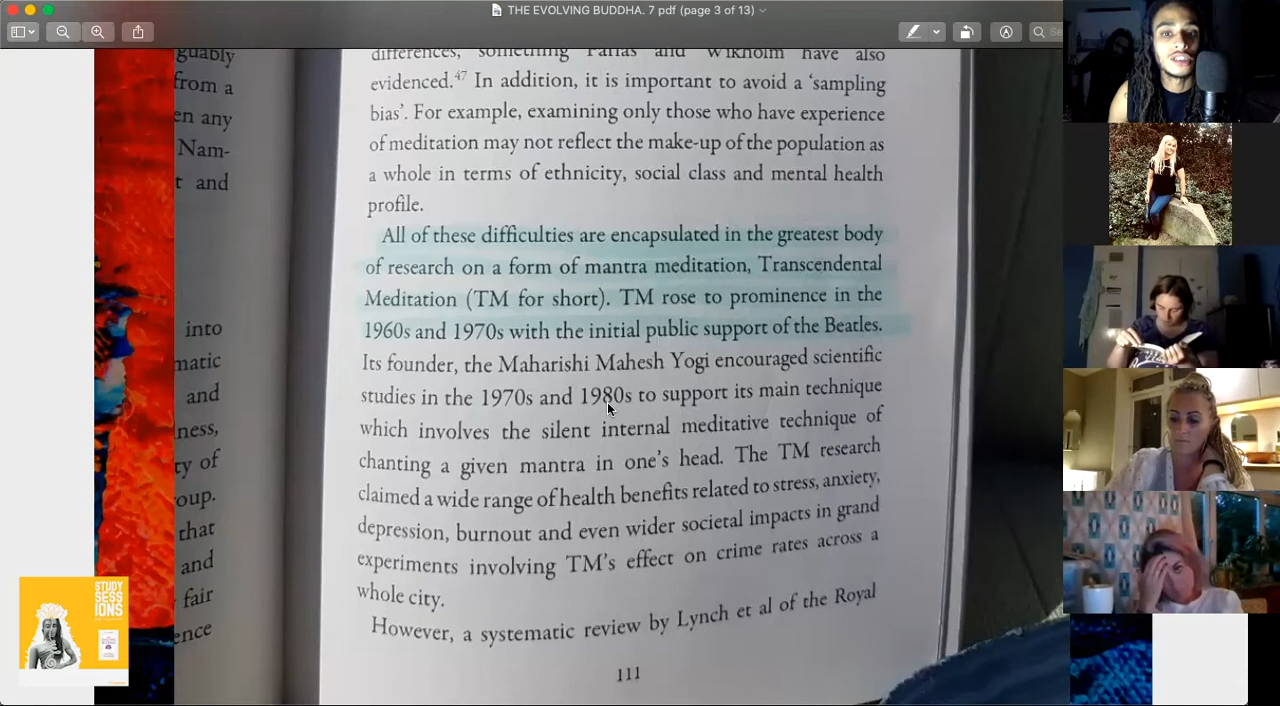 THE EVOLVING BUDDHA. 7 pdf (page 3 of 13)
guably
from a
en any
Nam-
t and
into
matic
and
ness,
ty of
oup.
that
and
fair
ence
differences, something Farias and Wikholm have also
evidenced.47 In addition, it is important to avoid a ‘sampling
bias’. For example, examining only those who have experience
of meditation may not reflect the make-up of the population as
a whole in terms of ethnicity, social class and mental health
profile.
All of these difficulties are encapsulated in the greatest body
of research on a form of mantra meditation, Transcendental
Meditation (TM for short). TM rose to prominence in the
1960s and 1970s with the initial public support of the Beatles.
Its founder, the Maharishi Mahesh Yogi encouraged scientific
studies in the 1970s and 1980s to support its main technique
which involves the silent internal meditative technique of
chanting a given mantra in one’s head. The TM research
claimed a wide range of health benefits related to stress, anxiety,
depression, burnout and even wider societal impacts in grand
experiments involving TM’s effect on crime rates across a
whole city.
However, a systematic review by Lynch et al of the Royal
111
STUDY
SESS
IONS